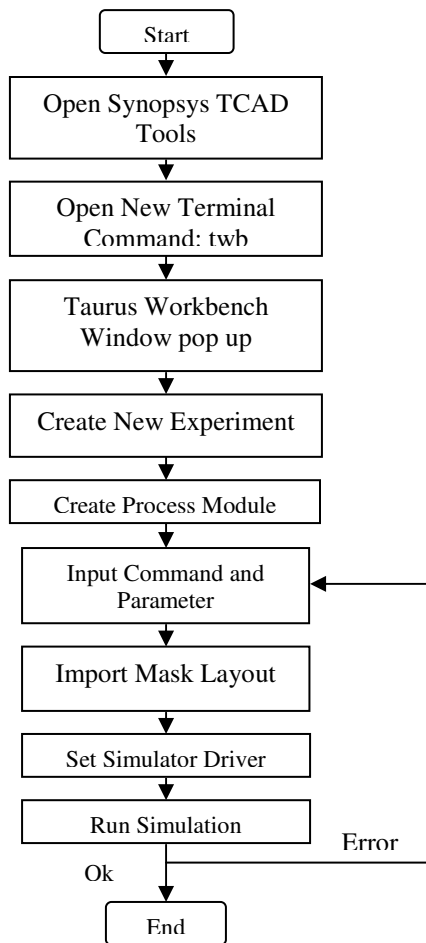 Start
Open Synopsys TCAD
Tools
Open New Terminal
Command: twb
Taurus Workbench
Window pop up
Create New Experiment
Create Process Module
Input Command and
Parameter
Import Mask Layout
Set Simulator Driver
Run Simulation
Error
Ok
End